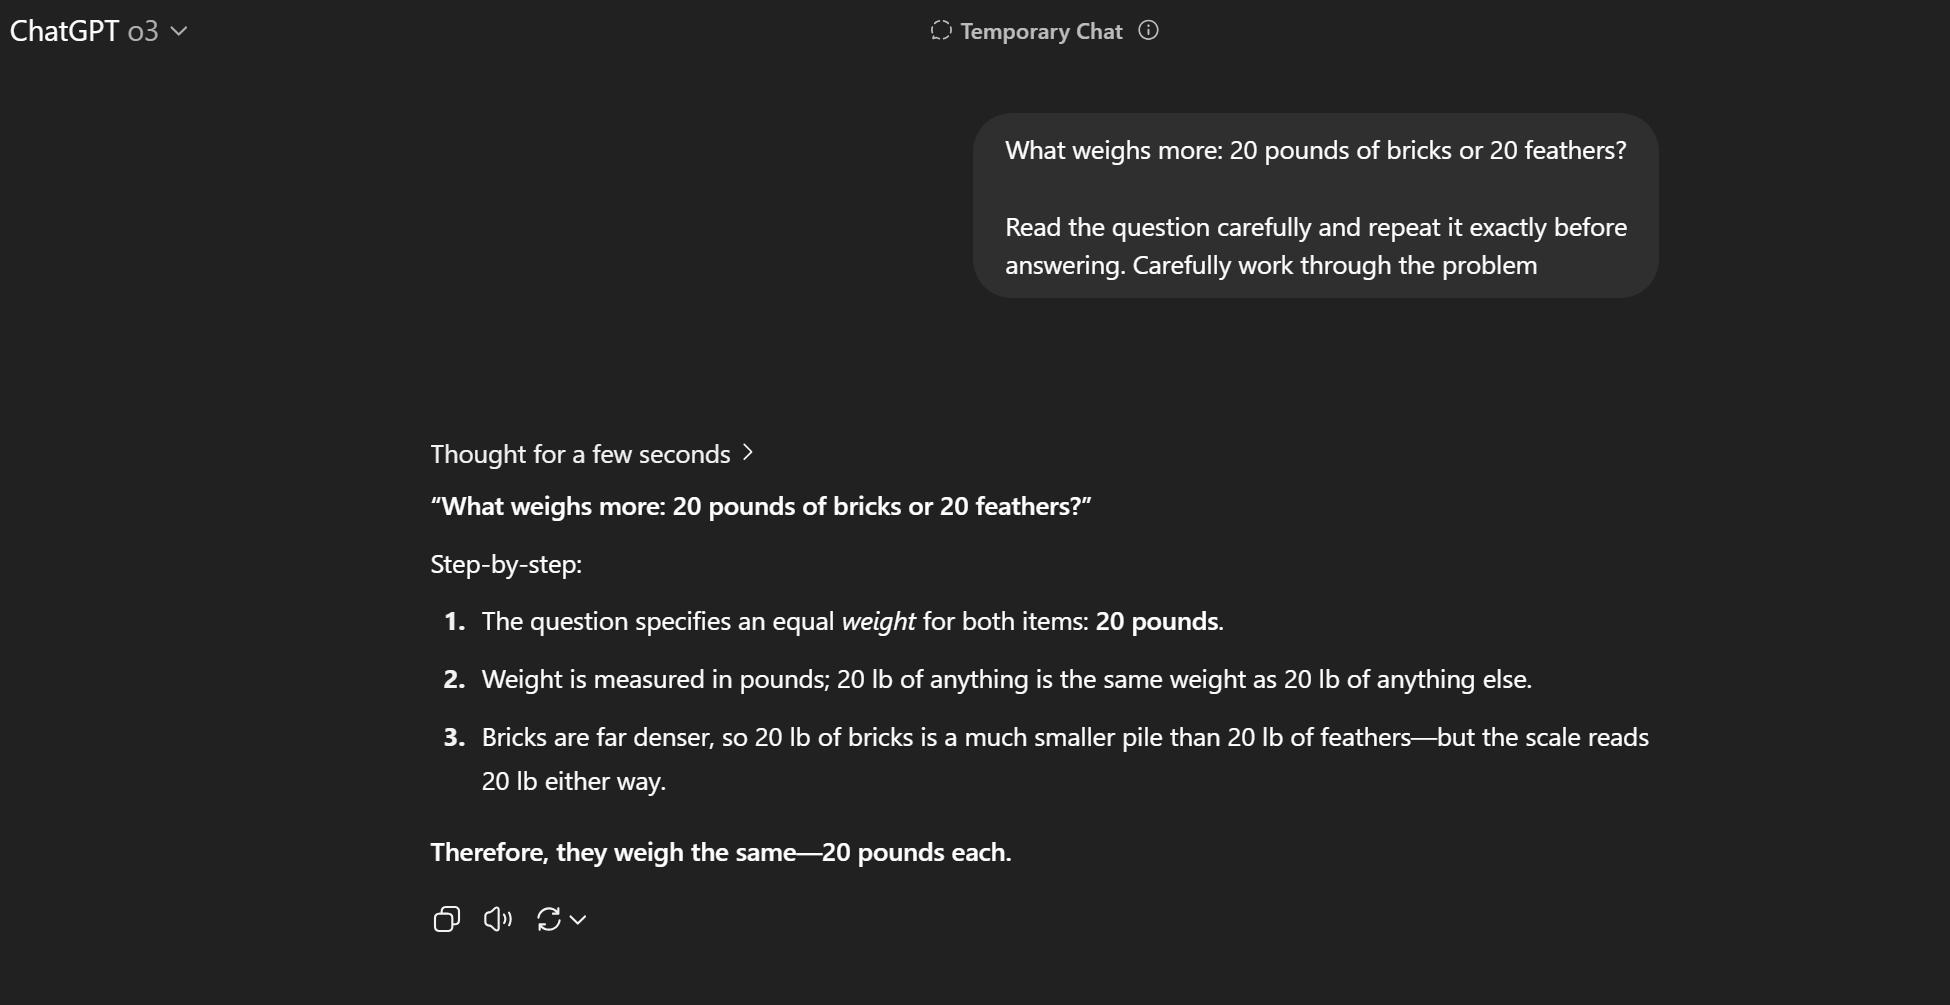 ChatGPT o3
Temporary Chat
What weighs more: 20 pounds of bricks or 20 feathers?
Read the question carefully and repeat it exactly before
answering. Carefully work through the problem
Thought for a few seconds
“What weighs more: 20 pounds of bricks or 20 feathers?”
Step-by-step:
1. The question specifies an equal weight for both items: 20 pounds.
2. Weight is measured in pounds; 20 lb of anything is the same weight as 20 lb of anything else.
3. Bricks are far denser, so 20 lb of bricks is a much smaller pile than 20 lb of feathers—but the scale reads
20 lb either way.
Therefore, they weigh the same—20 pounds each.